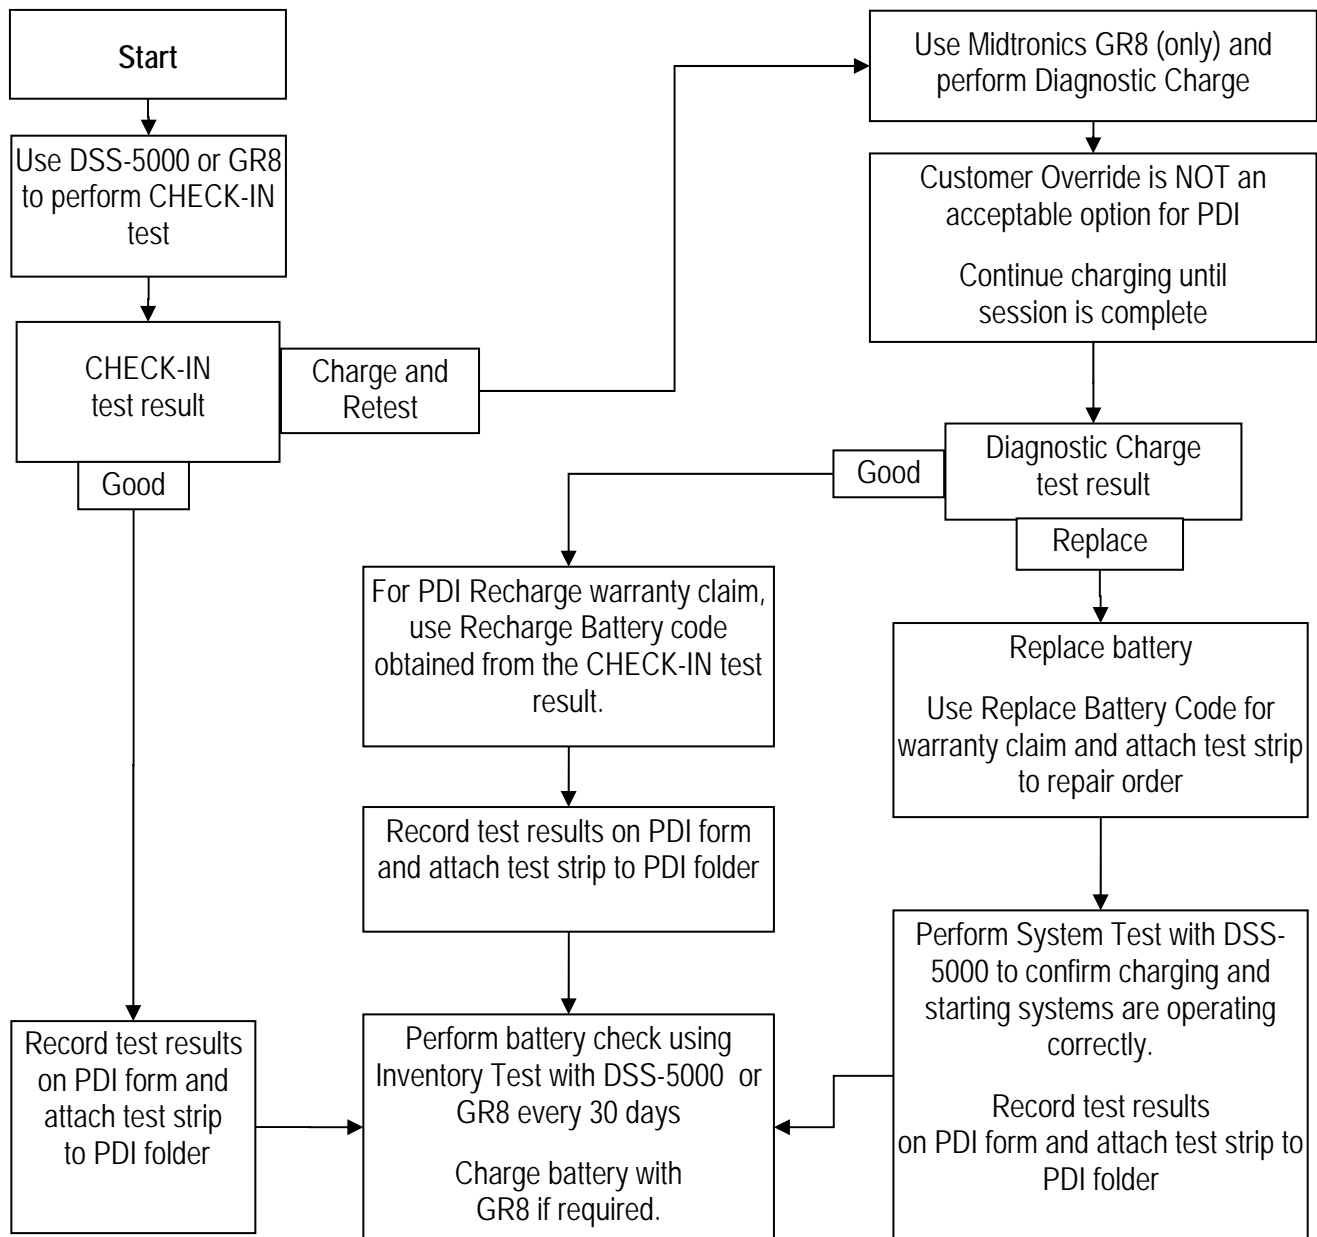 Start
Use DSS-5000 or GR8
to perform CHECK-IN
test
CHECK-IN
test result
Charge and
Retest
Good
Record test results
on PDI form and
attach test strip
to PDI folder
Use Midtronics GR8 (only) and
perform Diagnostic Charge
Customer Override is NOT an
acceptable option for PDI
Continue charging until
session is complete
Diagnostic Charge
test result
Good
Replace
For PDI Recharge warranty claim,
use Recharge Battery code
obtained from the CHECK-IN test
result.
Record test results on PDI form
and attach test strip to PDI folder
Perform battery check using
Inventory Test with DSS-5000 or
GR8 every 30 days
Charge battery with
GR8 if required.
Replace battery
Use Replace Battery Code for
warranty claim and attach test strip
to repair order
Perform System Test with DSS-
5000 to confirm charging and
starting systems are operating
correctly.
Record test results
on PDI form and attach test strip to
PDI folder